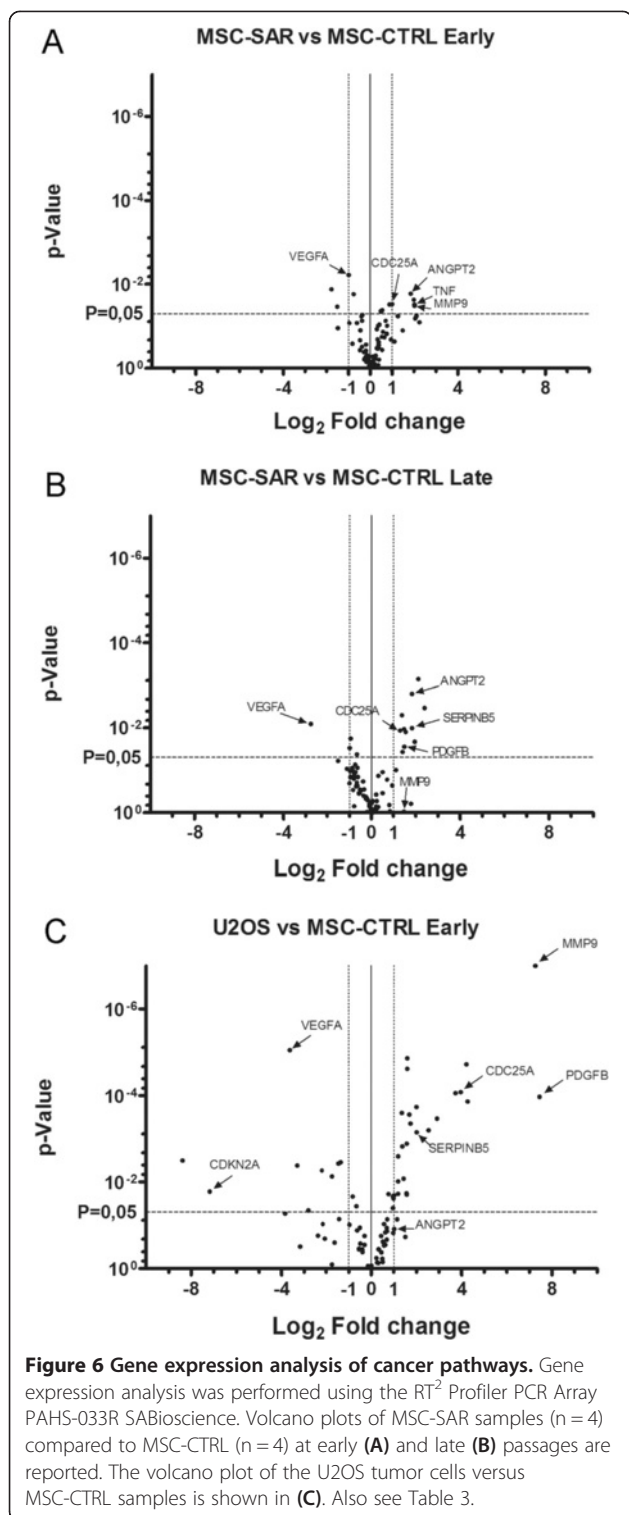 A
MSC-SAR vs MSC-CTRL Early
10⁻⁶
10⁻⁴
10⁻²
P=0,05
10⁰
p-Value
VEGFA
CDC25A
ANGPT2
TNF
MMP9
-8 -4 -1 0 1 4 8
Log₂ Fold change
B
MSC-SAR vs MSC-CTRL Late
10⁻⁶
10⁻⁴
10⁻²
P=0,05
10⁰
p-Value
ANGPT2
VEGFA
CDC25A
SERPINB5
PDGFB
MMP9
-8 -4 -1 0 1 4 8
Log₂ Fold change
C
U2OS vs MSC-CTRL Early
10⁻⁶
10⁻⁴
10⁻²
P=0,05
10⁰
p-Value
MMP9
VEGFA
CDC25A
PDGFB
SERPINB5
CDKN2A
ANGPT2
-8 -4 -1 0 1 4 8
Log₂ Fold change
Figure 6 Gene expression analysis of cancer pathways. Gene
expression analysis was performed using the RT² Profiler PCR Array
PAHS-033R SABioscience. Volcano plots of MSC-SAR samples (n = 4)
compared to MSC-CTRL (n = 4) at early (A) and late (B) passages are
reported. The volcano plot of the U2OS tumor cells versus
MSC-CTRL samples is shown in (C). Also see Table 3.